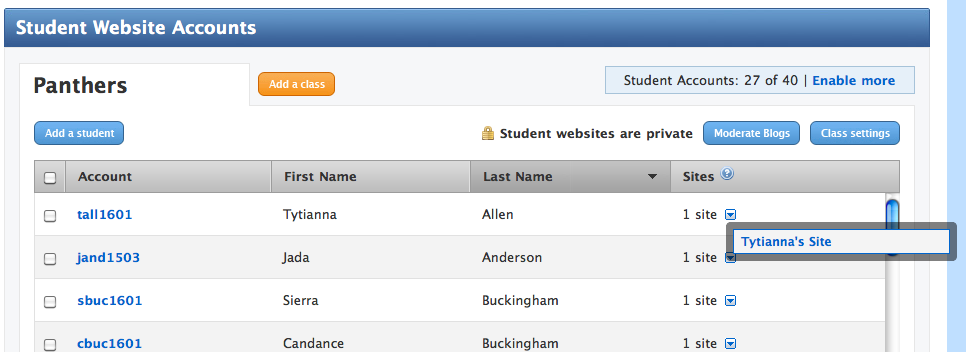 Student Website Accounts
Panthers
Add a class
Student Accounts: 27 of 40 | Enable more
Add a student
Student websites are private
Moderate Blogs
Class settings
Account First Name Last Name Sites ?
tall1601 Tytianna Allen 1 site
Tytianna's Site
jand1503 Jada Anderson 1 site
sbuc1601 Sierra Buckingham 1 site
cbuc1601 Candance Buckingham 1 site